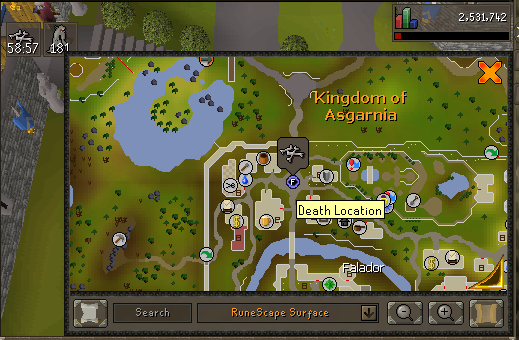 2,531,742
58:57
181
Kingdom of
Asgarnia
Death Location
Falador
Search
RuneScape Surface